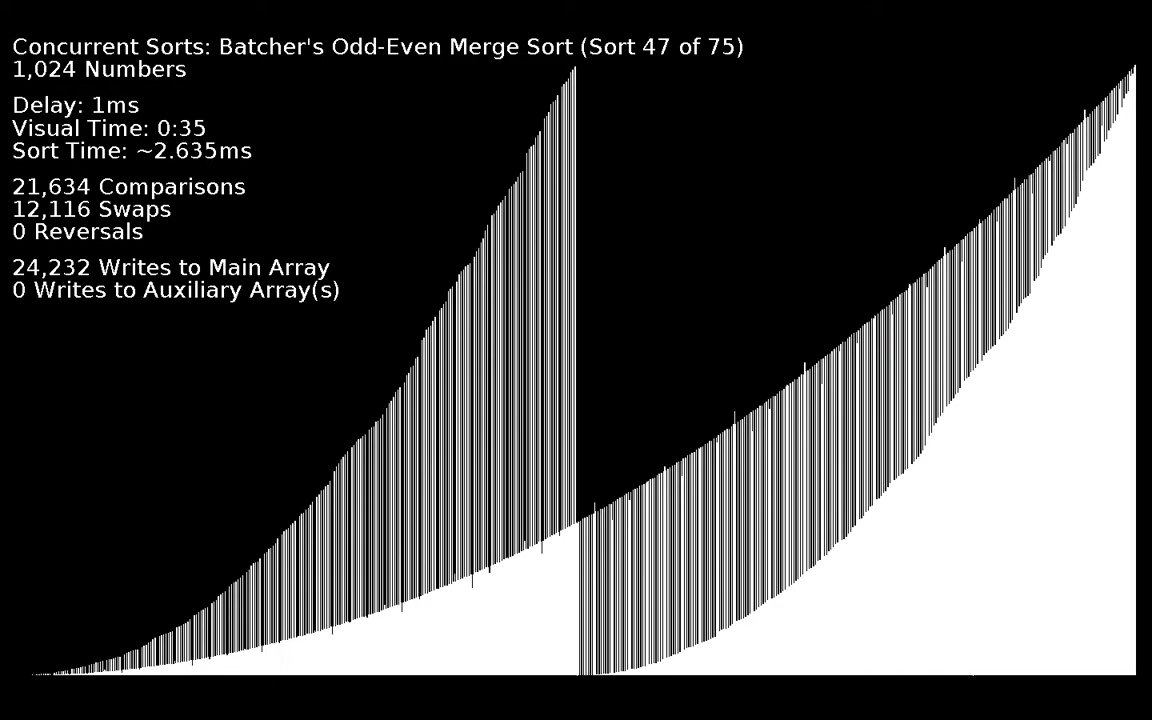 Concurrent Sorts: Batcher's Odd-Even Merge Sort (Sort 47 of 75)
1,024 Numbers
Delay: 1ms
Visual Time: 0:35
Sort Time: ~2.635ms
21,634 Comparisons
12,116 Swaps
0 Reversals
24,232 Writes to Main Array
0 Writes to Auxiliary Array(s)